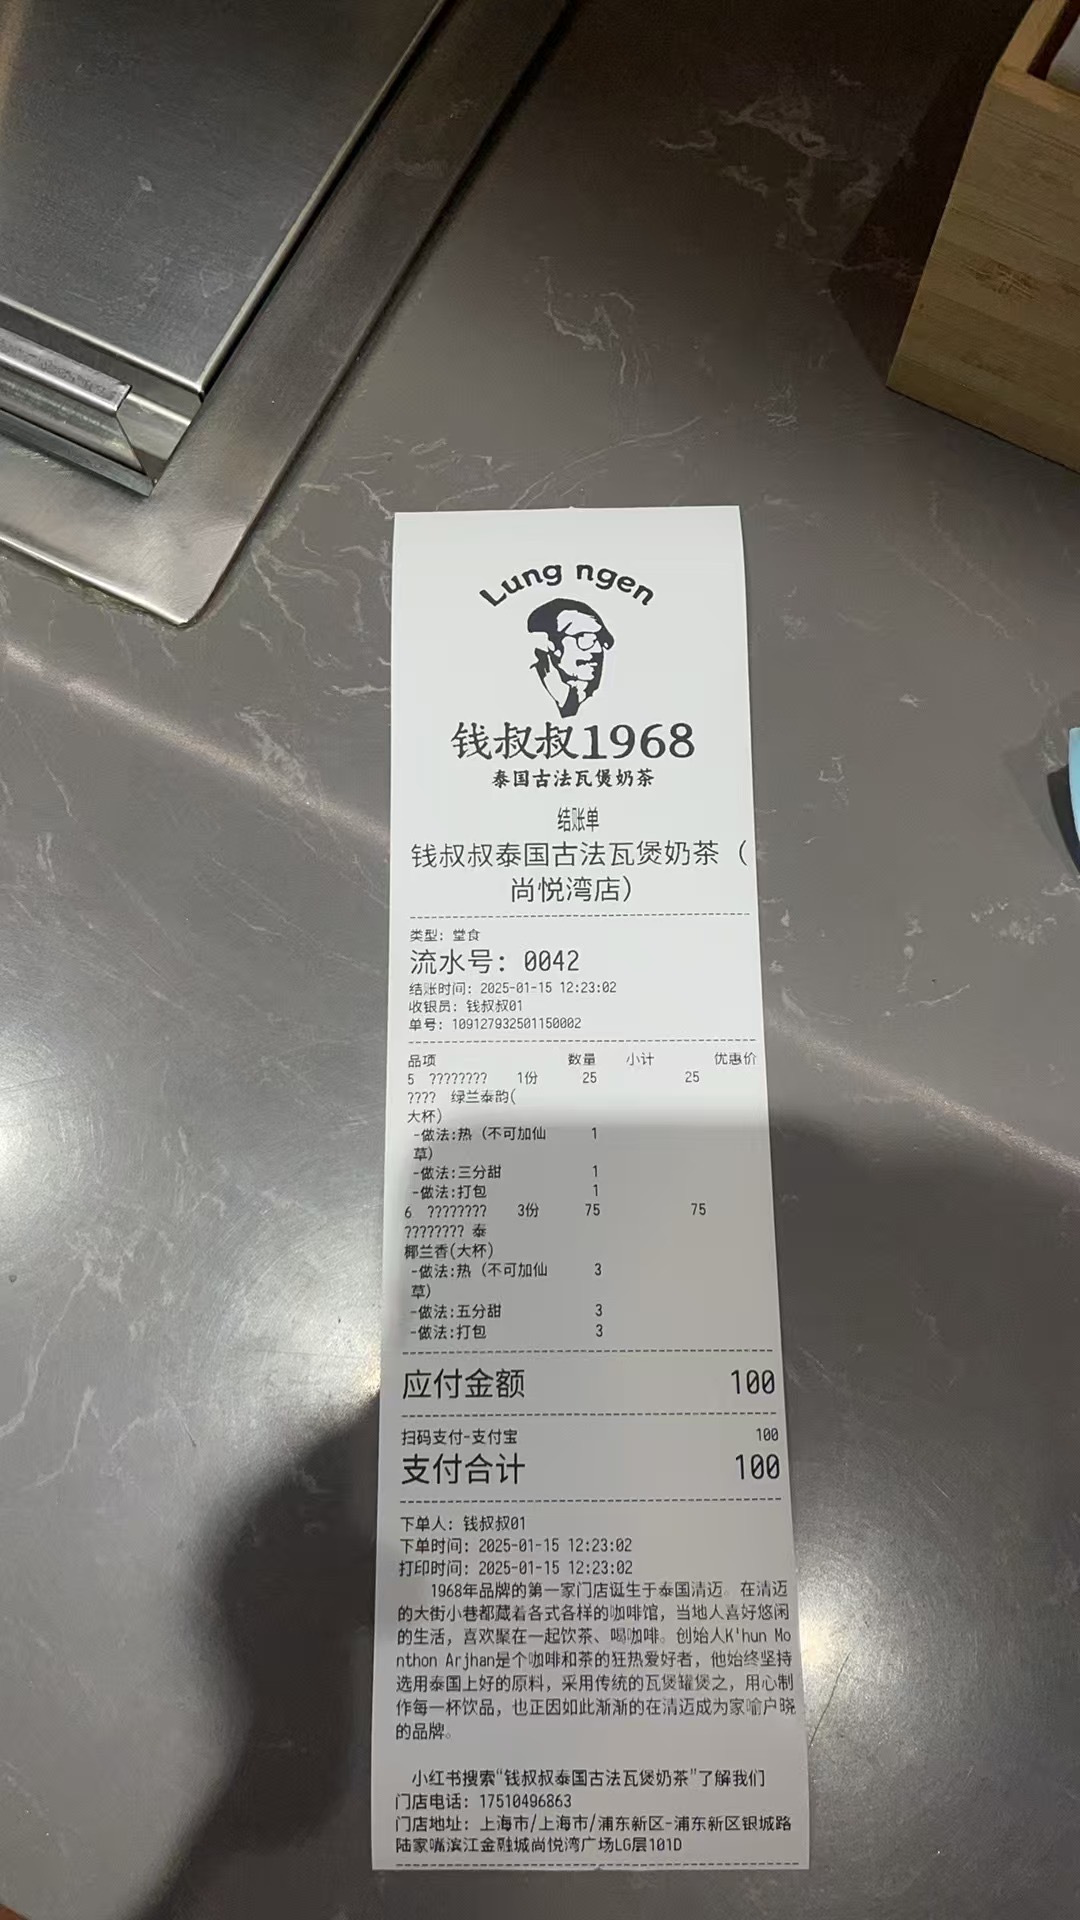 Lung ngen
钱叔叔1968
泰国古法瓦煲奶茶
结账单
钱叔叔泰国古法瓦煲奶茶（
尚悦湾店）
类型: 堂食
流水号: 0042
结账时间: 2025-01-15 12:23:02
收银员: 钱叔叔01
单号: 109127932501150002
品项 数量 小计 优惠价
5 ???????? 1份 25 25
???? 绿兰泰韵(
大杯)
-做法:热（不可加仙 1
草）
-做法:三分甜 1
-做法:打包 1
6 ???????? 3份 75 75
???????? 泰
椰兰香(大杯)
-做法:热（不可加仙 3
草）
-做法:五分甜 3
-做法:打包 3
应付金额 100
扫码支付-支付宝 100
支付合计 100
下单人: 钱叔叔01
下单时间: 2025-01-15 12:23:02
打印时间: 2025-01-15 12:23:02
1968年品牌的第一家门店诞生于泰国清迈。在清迈
的大街小巷都藏着各式各样的咖啡馆，当地人喜好悠闲
的生活，喜欢聚在一起饮茶、喝咖啡。创始人K'hun Mo
nthon Arjhan是个咖啡和茶的狂热爱好者，他始终坚持
选用泰国上好的原料，采用传统的瓦煲罐煲之，用心制
作每一杯饮品，也正因如此渐渐的在清迈成为家喻户晓
的品牌。
小红书搜索“钱叔叔泰国古法瓦煲奶茶”了解我们
门店电话: 17510496863
门店地址: 上海市/上海市/浦东新区-浦东新区银城路
陆家嘴滨江金融城尚悦湾广场LG层101D